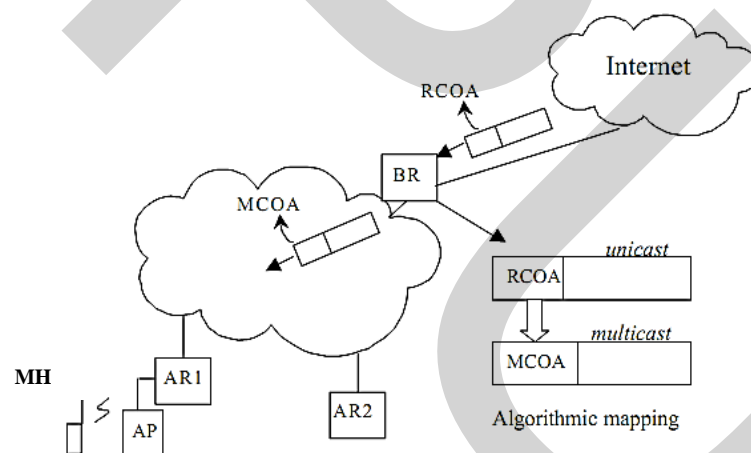 Internet
RCOA
BR
MCOA
unicast
RCOA
multicast
MCOA
MH
AR1
AR2
AP
Algorithmic mapping